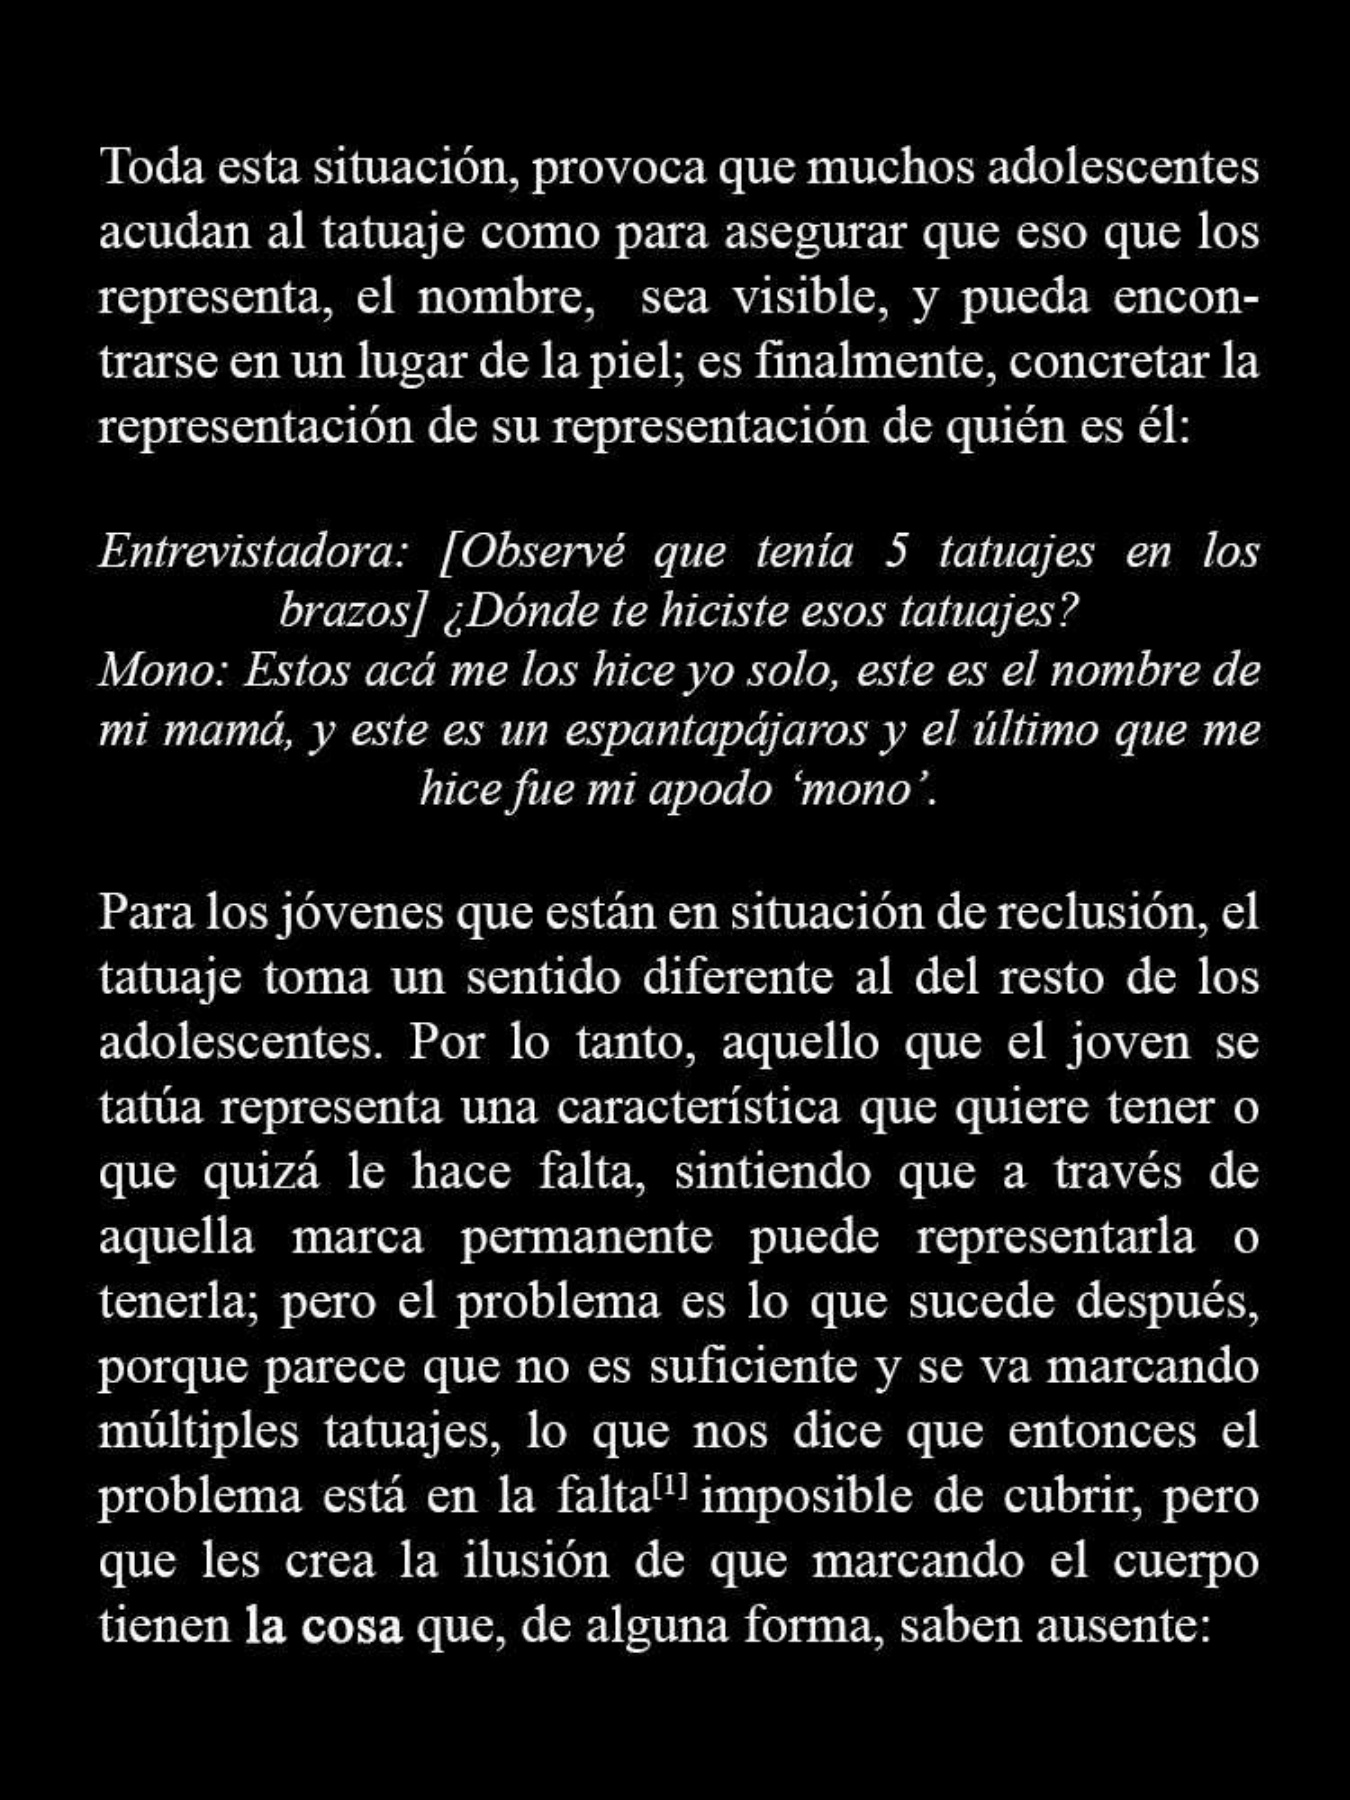 Toda esta situación, provoca que muchos adolescentes
acudan al tatuaje como para asegurar que eso que los
representa, el nombre, sea visible, y pueda encon-
trarse en un lugar de la piel; es finalmente, concretar la
representación de su representación de quién es él:
Entrevistadora: [Observé que tenía 5 tatuajes en los
brazos] ¿Dónde te hiciste esos tatuajes?
Mono: Estos acá me los hice yo solo, este es el nombre de
mi mamá, y este es un espantapájaros y el último que me
hice fue mi apodo ‘mono’.
Para los jóvenes que están en situación de reclusión, el
tatuaje toma un sentido diferente al del resto de los
adolescentes. Por lo tanto, aquello que el joven se
tatúa representa una característica que quiere tener o
que quizá le hace falta, sintiendo que a través de
aquella marca permanente puede representarla o
tenerla; pero el problema es lo que sucede después,
porque parece que no es suficiente y se va marcando
múltiples tatuajes, lo que nos dice que entonces el
problema está en la falta[1] imposible de cubrir, pero
que les crea la ilusión de que marcando el cuerpo
tienen la cosa que, de alguna forma, saben ausente: